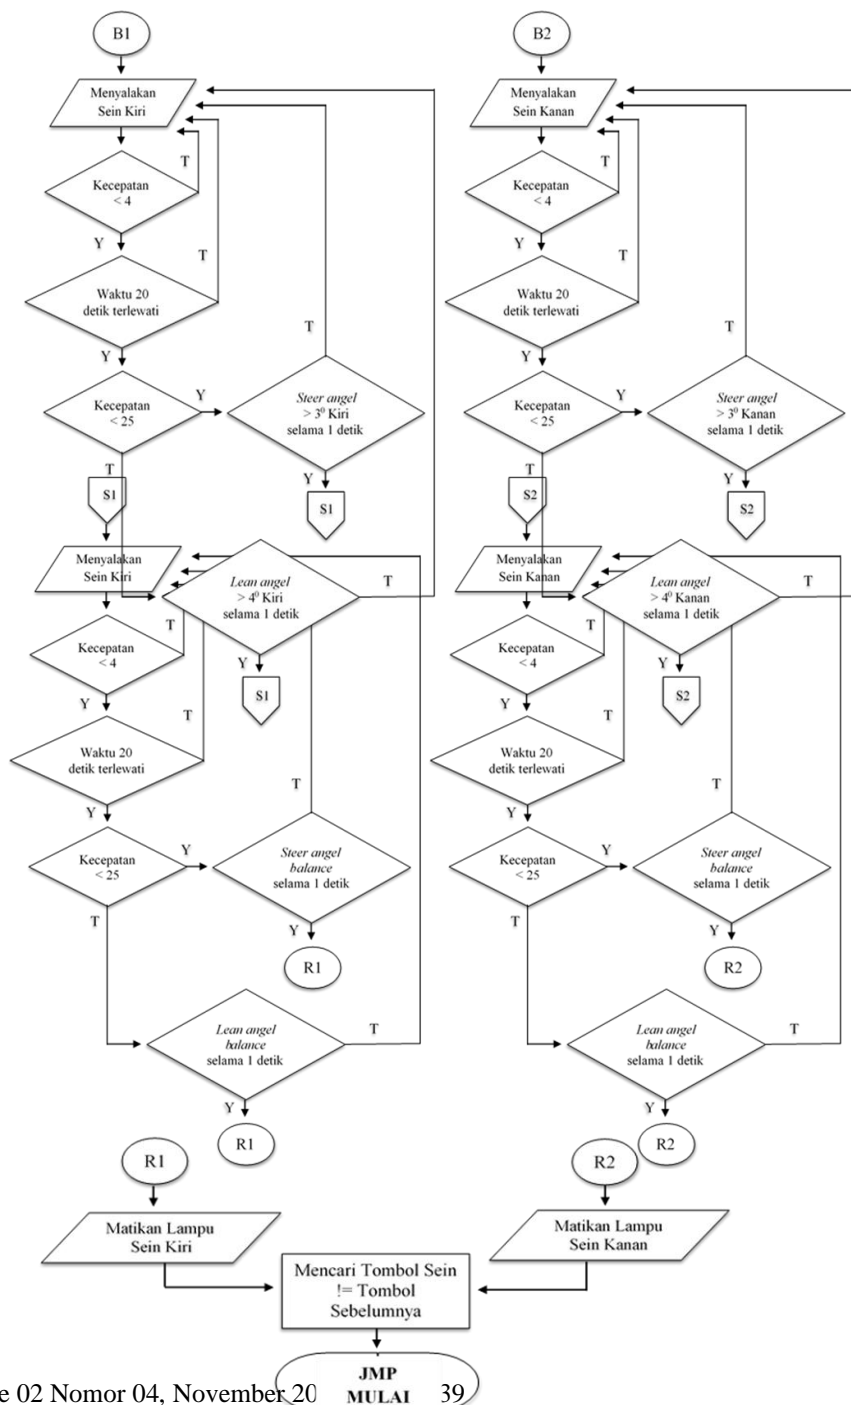 B1
Menyalakan
Sein Kiri
T
Kecepatan
< 4
Y
T
Waktu 20
detik terlewati
T
Y
Kecepatan
< 25
Y
Steer angel
> 3⁰ Kiri
selama 1 detik
T
Y
S1
S1
Menyalakan
Sein Kiri
Lean angel
> 4⁰ Kiri
selama 1 detik
T
T
Kecepatan
< 4
Y
S1
Y
T
Waktu 20
detik terlewati
T
Y
Kecepatan
< 25
Y
Steer angel
balance
selama 1 detik
T
Y
R1
Lean angel
balance
selama 1 detik
T
Y
R1
B2
Menyalakan
Sein Kanan
T
Kecepatan
< 4
Y
T
Waktu 20
detik terlewati
T
Y
Kecepatan
< 25
Y
Steer angel
> 3⁰ Kanan
selama 1 detik
T
Y
S2
S2
Menyalakan
Sein Kanan
Lean angel
> 4⁰ Kanan
selama 1 detik
T
T
Kecepatan
< 4
Y
S2
Y
T
Waktu 20
detik terlewati
T
Y
Kecepatan
< 25
Y
Steer angel
balance
selama 1 detik
T
Y
R2
Lean angel
balance
selama 1 detik
T
Y
R2
R1
Matikan Lampu
Sein Kiri
R2
Matikan Lampu
Sein Kanan
Mencari Tombol Sein
!= Tombol
Sebelumnya
JMP
MULAI
e 02 Nomor 04, November 20 39